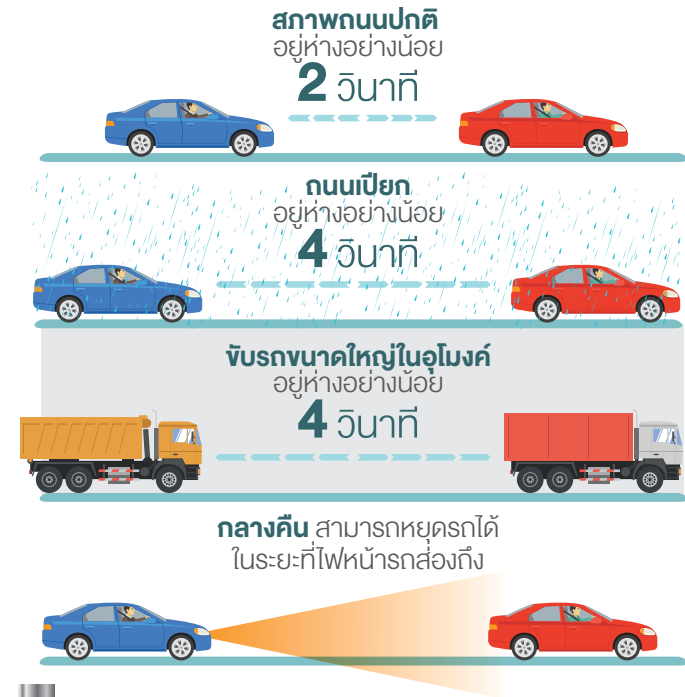 สภาพถนนปกติ
อยู่ห่างอย่างน้อย
2 วินาที
ถนนเปียก
อยู่ห่างอย่างน้อย
4 วินาที
ขับรถขนาดใหญ่ในอุโมงค์
อยู่ห่างอย่างน้อย
4 วินาที
กลางคืน สามารถหยุดรถได้
ในระยะที่ไฟหน้ารถส่องถึง